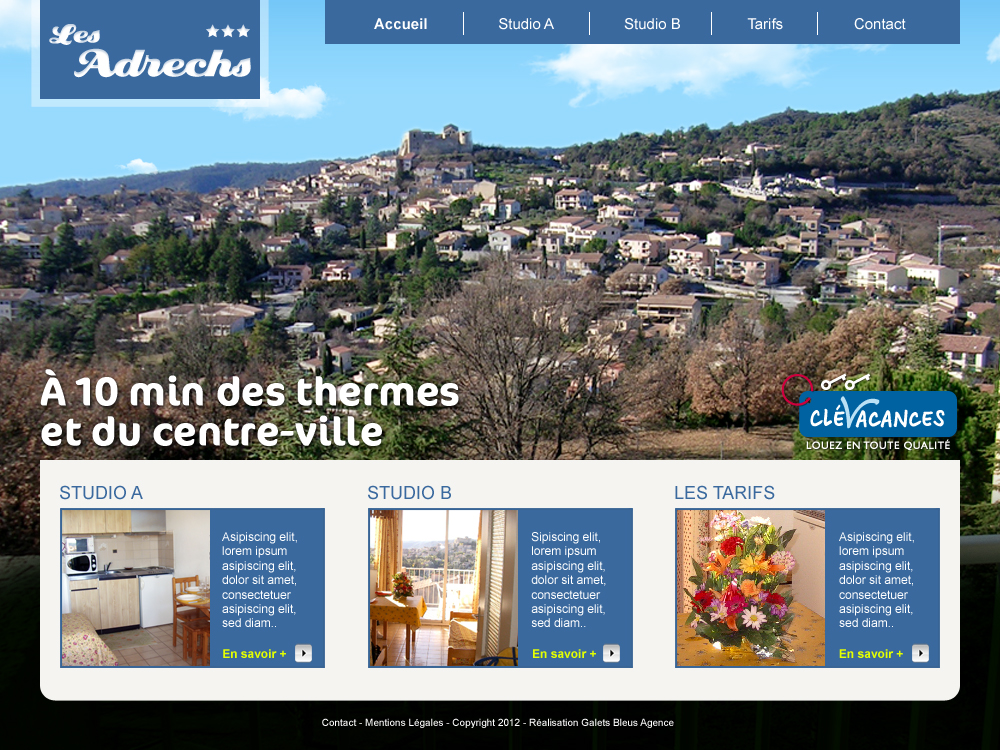 Les
Adrechs
Accueil
Studio A
Studio B
Tarifs
Contact
À 10 min des thermes
et du centre-ville
CLÉVACANCES
LOUEZ EN TOUTE QUALITÉ
STUDIO A
Asipiscing elit,
lorem ipsum
asipiscing elit,
dolor sit amet,
consectetuer
asipiscing elit,
sed diam..
En savoir +
STUDIO B
Sipiscing elit,
lorem ipsum
asipiscing elit,
dolor sit amet,
consectetuer
asipiscing elit,
sed diam..
En savoir +
LES TARIFS
Asipiscing elit,
lorem ipsum
asipiscing elit,
dolor sit amet,
consectetuer
asipiscing elit,
sed diam..
En savoir +
Contact - Mentions Légales - Copyright 2012 - Réalisation Galets Bleus Agence